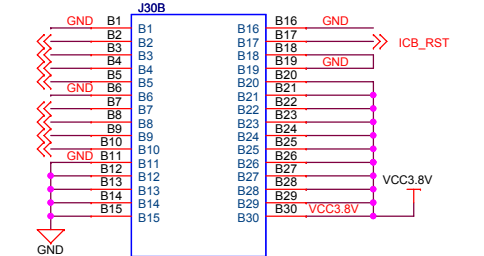 J30B
GND B1 B1 B16 B16 GND
B2 B2 B17 B17 ICB_RST
B3 B3 B18 B18
B4 B4 B19 B19 GND
B5 B5 B20 B20
GND B6 B6 B21 B21
B7 B7 B22 B22
B8 B8 B23 B23
B9 B9 B24 B24
B10 B10 B25 B25
GND B11 B11 B26 B26
B12 B12 B27 B27
B13 B13 B28 B28 VCC3.8V
B14 B14 B29 B29
B15 B15 B30 B30 VCC3.8V
GND